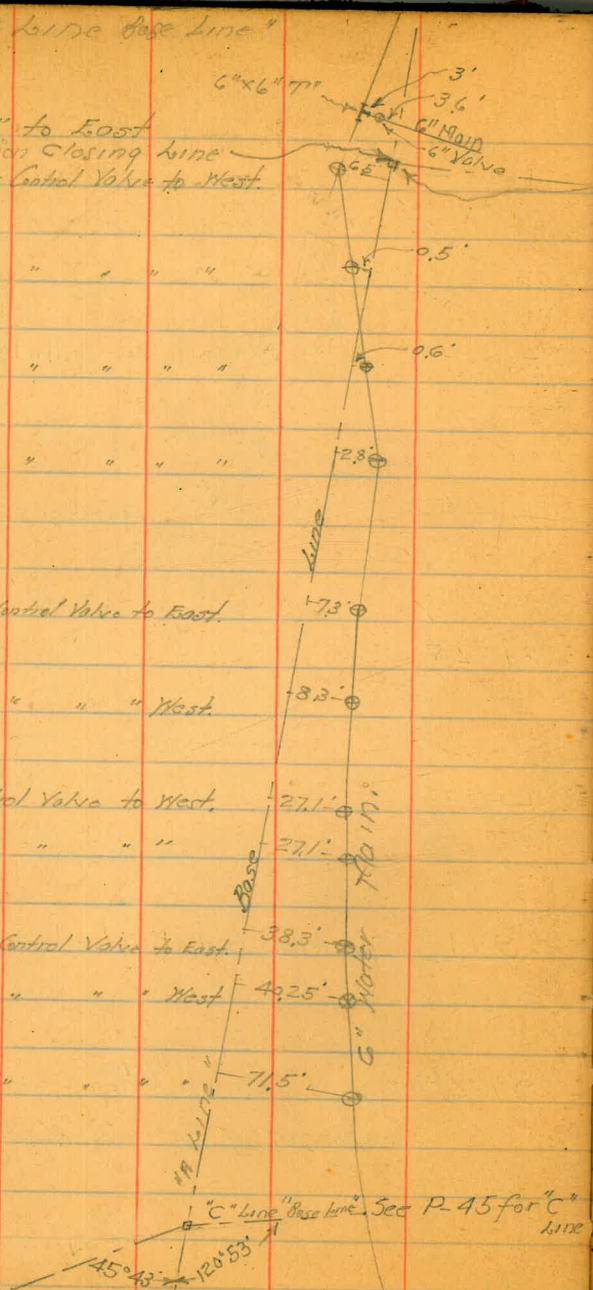 Line Base Line"
6"x6" "T"
3'
3.6'
" to East
6" Main
on Closing Line
6" Valve
Control Valve to West.
6.5'
0.5'
" " " "
0.6'
" " " "
2.8'
" " " "
Line
Control Valve to East.
7.3'
" " " West.
8.3'
ol Valve to West.
27.1'
" " "
27.1'
Base
6" Water Main.
Control Valve to East.
38.3'
" " " West
40.25'
" " " "
71.5'
"A Line"
"C" Line "Base Line". See P-45 for "C"
Line
45°43'
120°53'